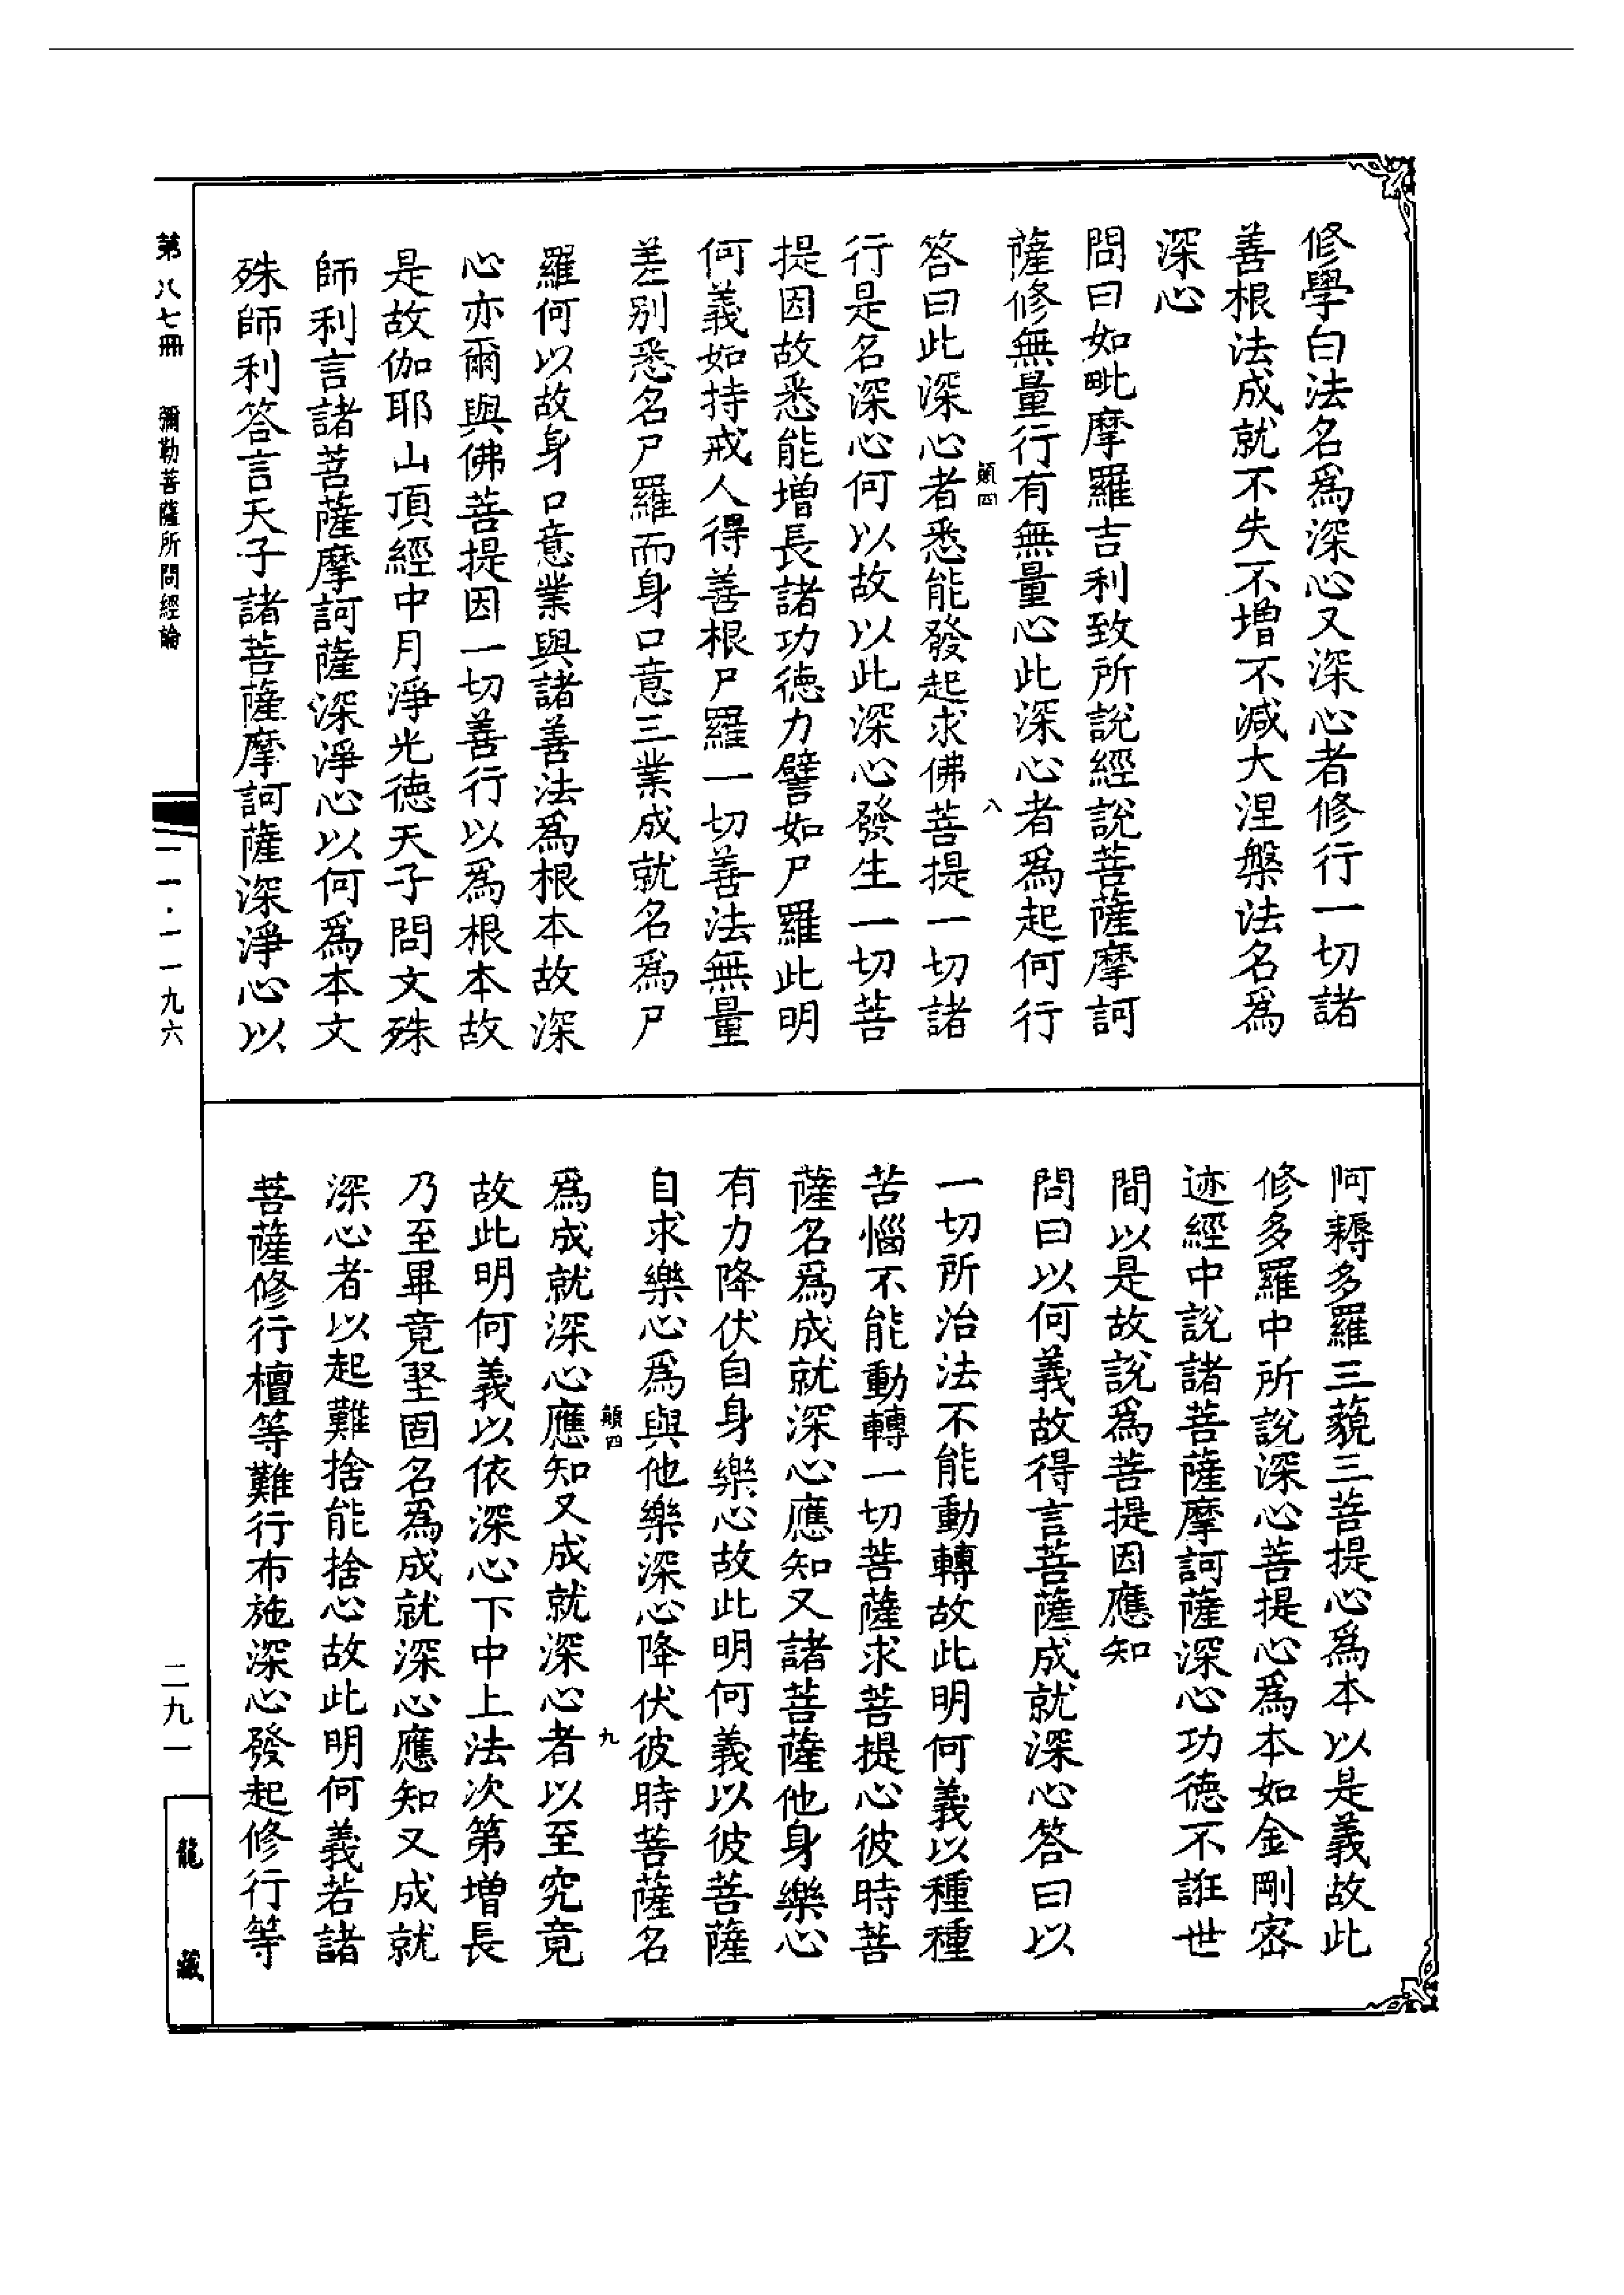 修學白法名爲深心又深心者修行一切諸
善根法成就不失不增不減大涅槃法名爲
深心
問曰如毗摩羅吉利致所說經說菩薩摩訶
薩修無量行有無量心此深心者爲起何行
顛四
八
答曰此深心者悉能發起求佛菩提一切諸
行是名深心何以故以此深心發生一切菩
提因故悉能增長諸功德力譬如尸羅此明
何義如持戒人得善根尸羅一切善法無量
差别悉名尸羅而身口意三業成就名爲尸
羅何以故身口意業與諸善法爲根本故深
心亦爾與佛菩提因一切善行以爲根本故
是故伽耶山頂經中月淨光德天子問文殊
師利言諸菩薩摩訶薩深淨心以何爲本文
殊師利答言天子諸菩薩摩訶薩深淨心以
阿耨多羅三藐三菩提心爲本以是義故此
修多羅中所說深心菩提心爲本如金剛密
迹經中說諸菩薩摩訶薩深心功德不誑世
間以是故說爲菩提因應知
問曰以何義故得言菩薩成就深心答曰以
一切所治法不能動轉故此明何義以種種
苦惱不能動轉一切菩薩求菩提心彼時菩
薩名爲成就深心應知又諸菩薩他身樂心
有力降伏自身樂心故此明何義以彼菩薩
自求樂心爲與他樂深心降伏彼時菩薩名
顛四
九
爲成就深心應知又成就深心者以至究竟
故此明何義以依深心下中上法次第增長
乃至畢竟堅固名爲成就深心應知又成就
深心者以起難捨能捨心故此明何義若諸
菩薩修行檀等難行布施深心發起修行等
第八七冊 彌勒菩薩所問經論
一一·一一九六
二九一
龍藏